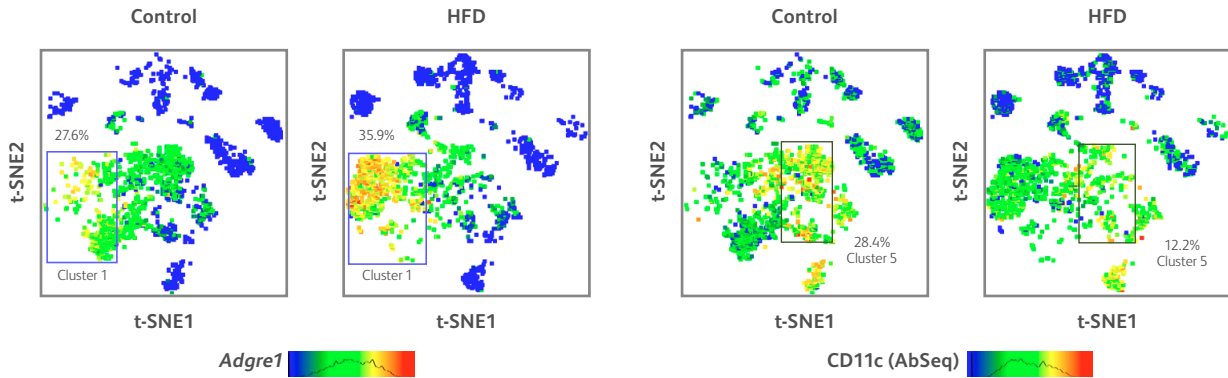 Control
HFD
Control
HFD
t-SNE2
27.6%
Cluster 1
t-SNE1
t-SNE2
35.9%
Cluster 1
t-SNE1
t-SNE2
28.4%
Cluster 5
t-SNE1
t-SNE2
12.2%
Cluster 5
t-SNE1
Adgre1
CD11c (AbSeq)